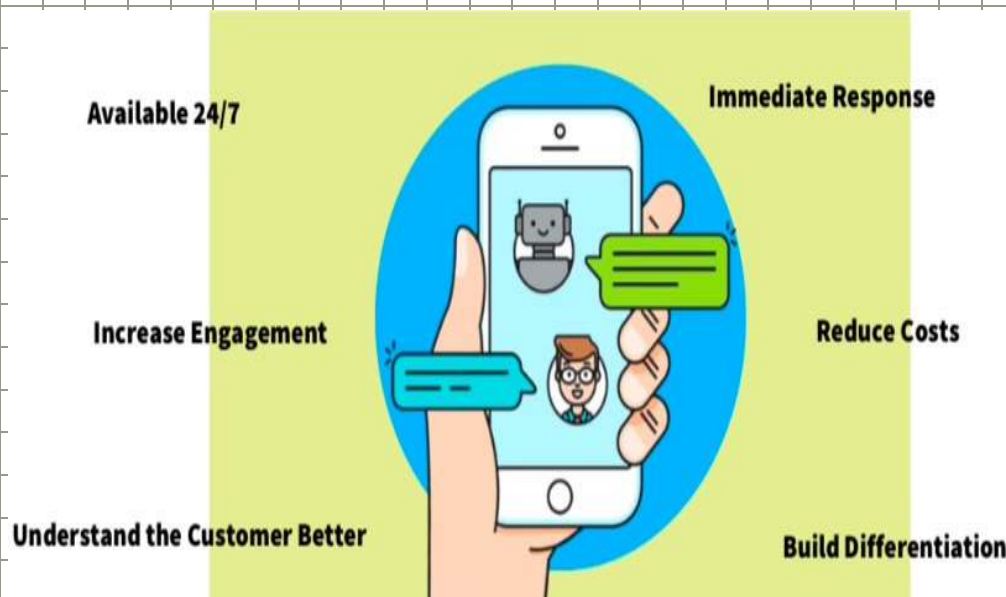 Available 24/7
Immediate Response
Increase Engagement
Reduce Costs
Understand the Customer Better
Build Differentiation